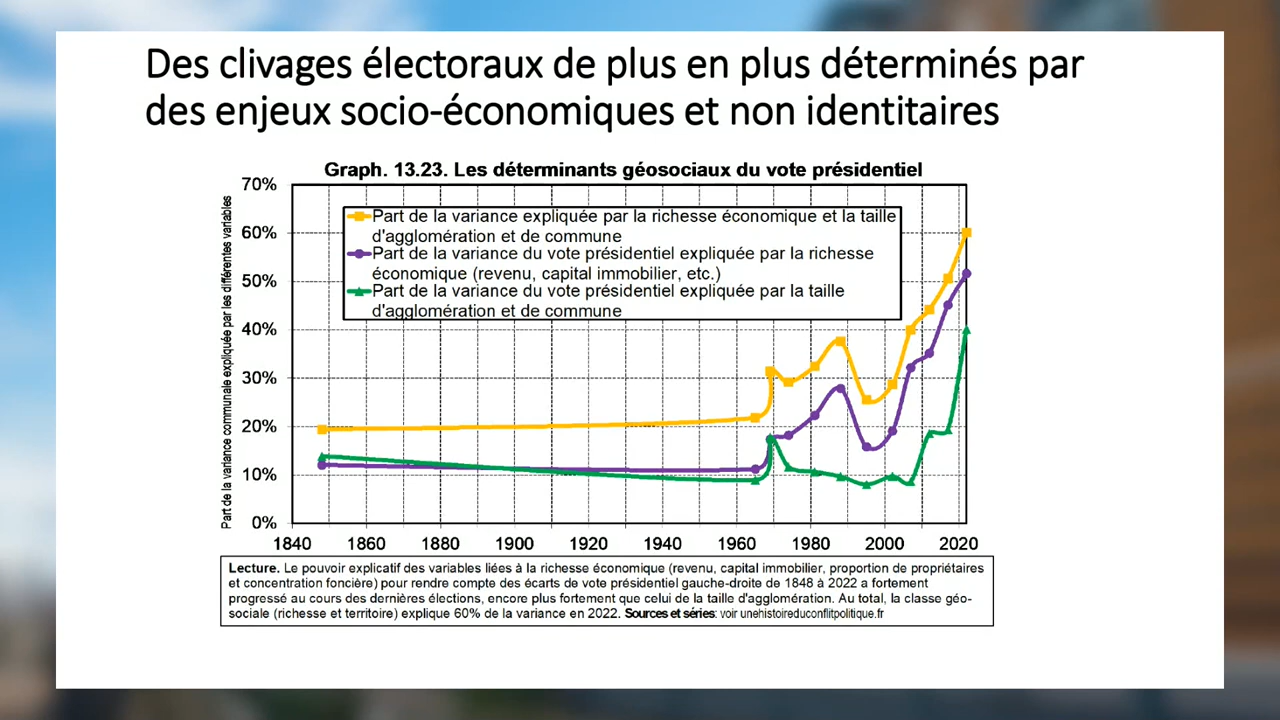 Des clivages électoraux de plus en plus déterminés par
des enjeux socio-économiques et non identitaires
Graph. 13.23. Les déterminants géosociaux du vote présidentiel
Part de la variance communale expliquée par les différentes variables
70%
60%
50%
40%
30%
20%
10%
0%
Part de la variance expliquée par la richesse économique et la taille
d'agglomération et de commune
Part de la variance du vote présidentiel expliquée par la richesse
économique (revenu, capital immobilier, etc.)
Part de la variance du vote présidentiel expliquée par la taille
d'agglomération et de commune
1840 1860 1880 1900 1920 1940 1960 1980 2000 2020
Lecture. Le pouvoir explicatif des variables liées à la richesse économique (revenu, capital immobilier, proportion de propriétaires
et concentration foncière) pour rendre compte des écarts de vote présidentiel gauche-droite de 1848 à 2022 a fortement
progressé au cours des dernières élections, encore plus fortement que celui de la taille d'agglomération. Au total, la classe géo-
sociale (richesse et territoire) explique 60% de la variance en 2022. Sources et séries: voir unehistoireduconflitpolitique.fr